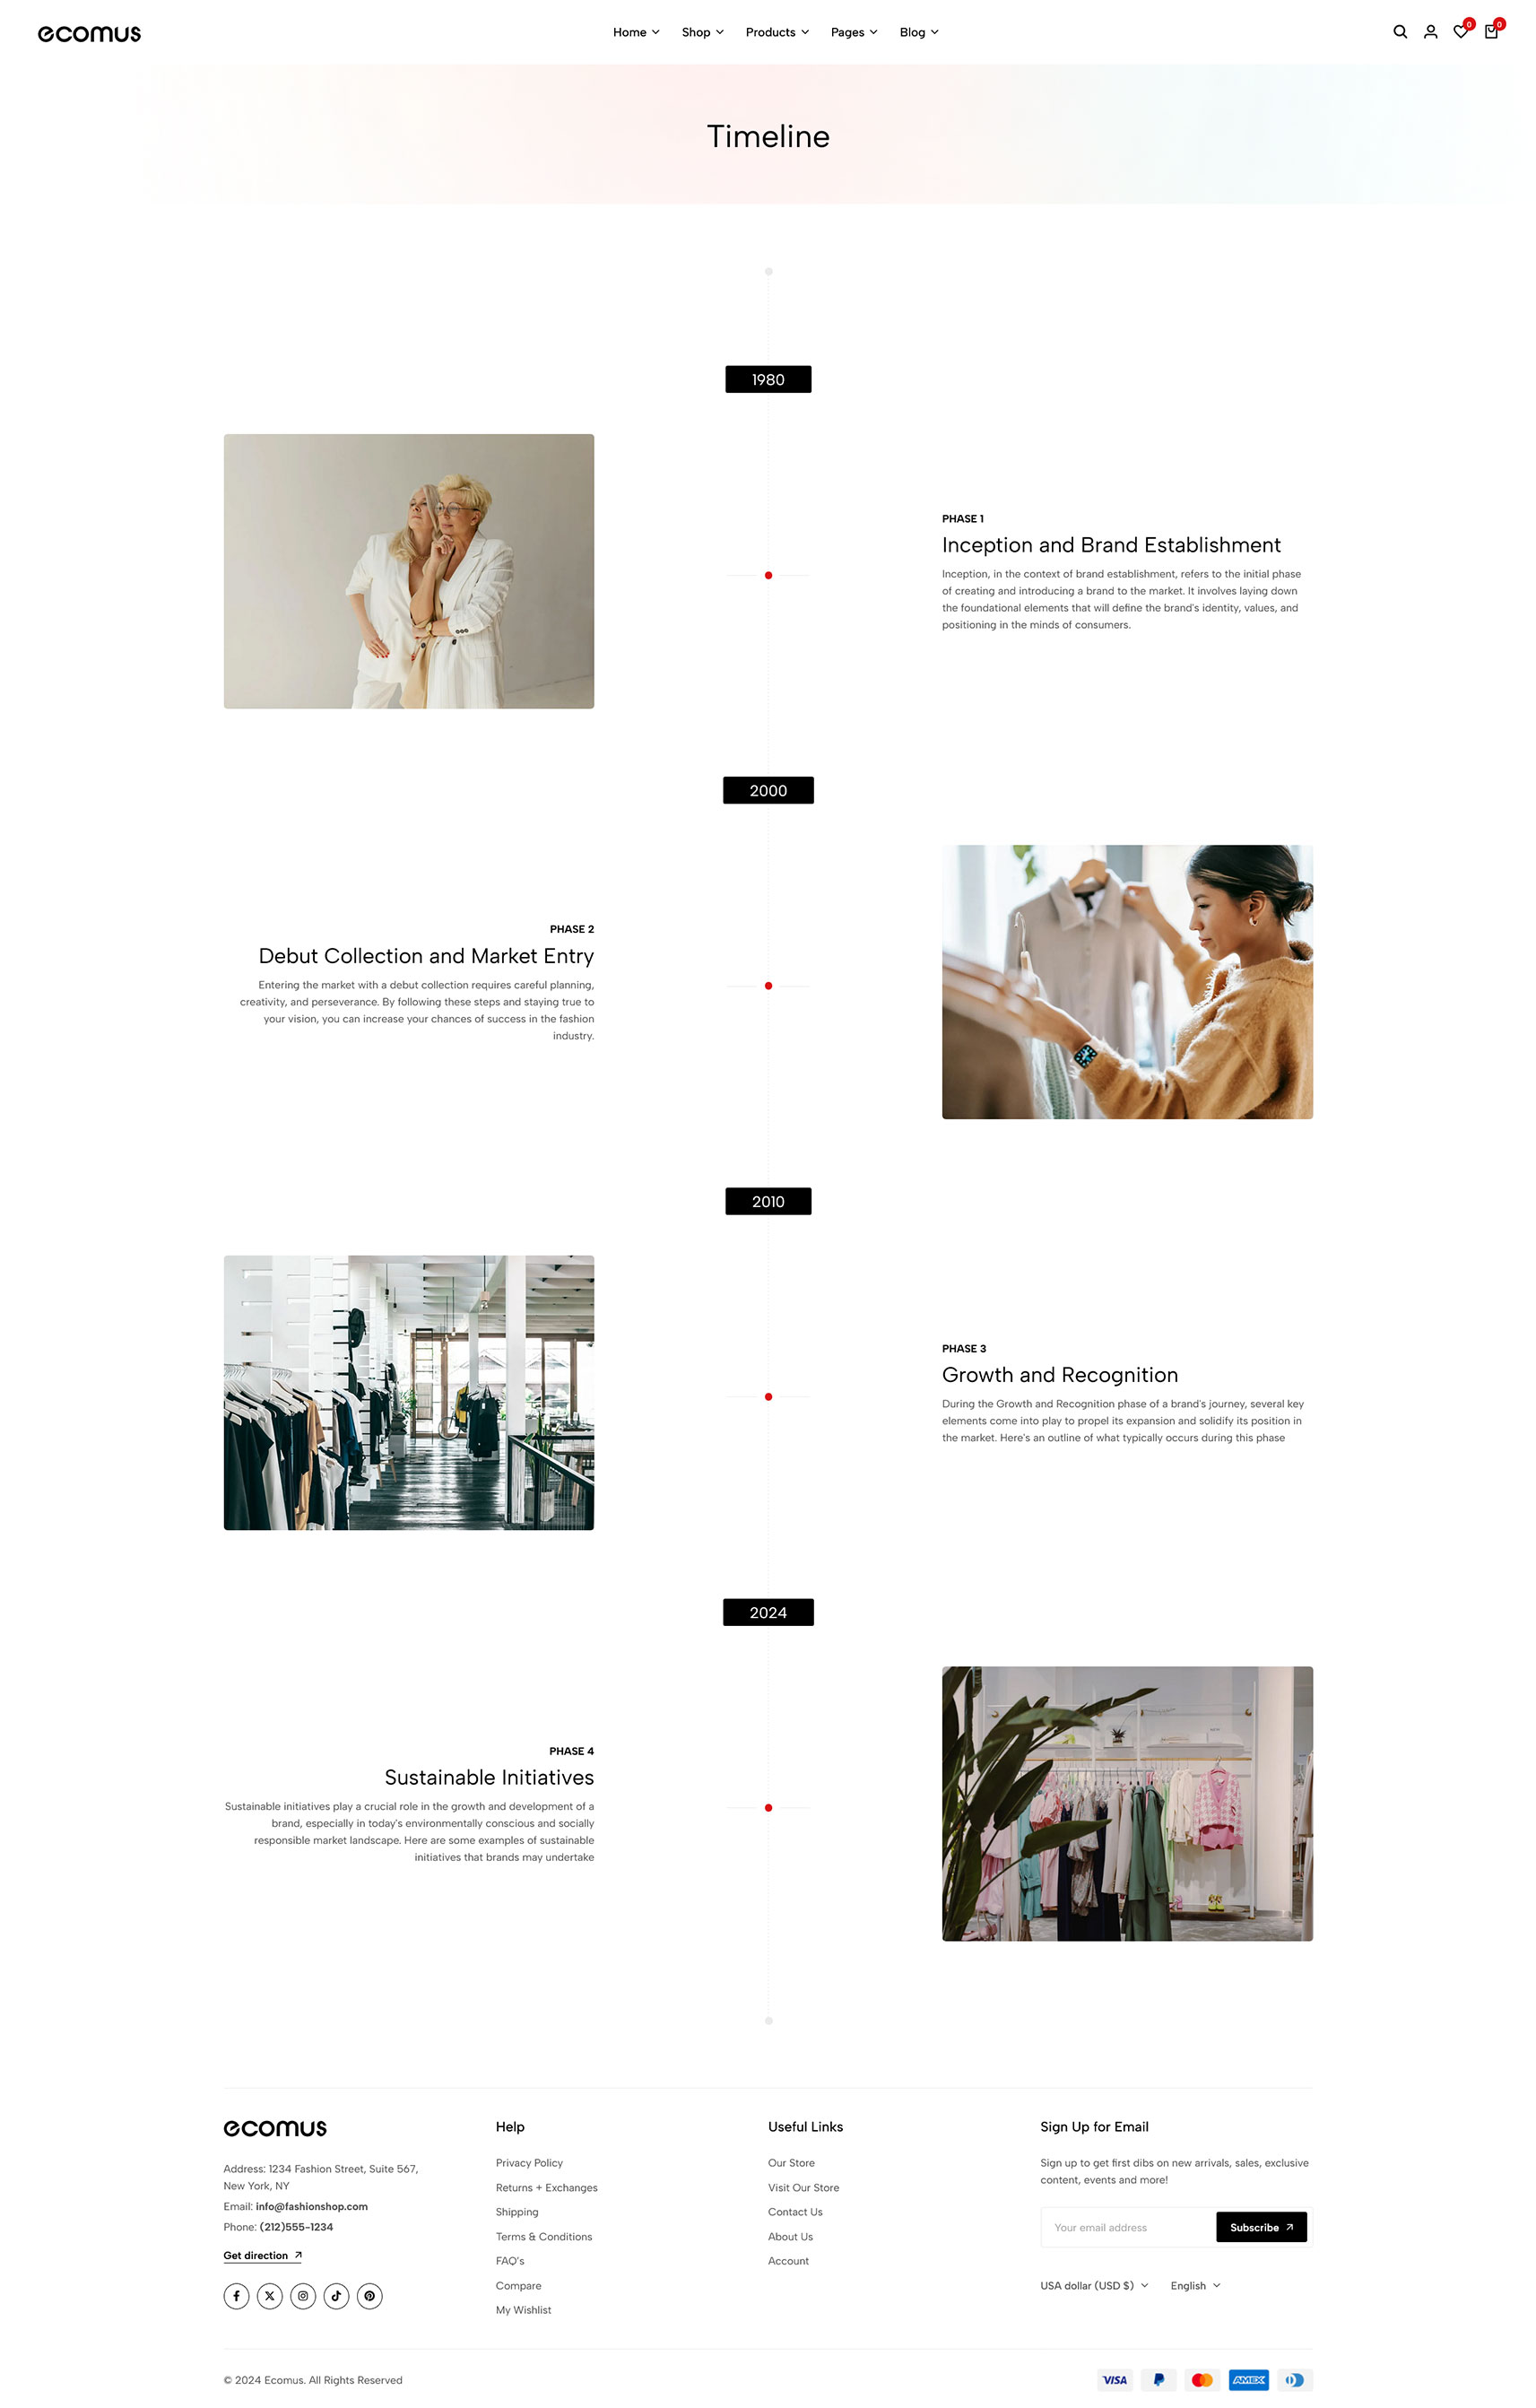 ecomus
Home
Shop
Products
Pages
Blog
0
0
Timeline
1980
PHASE 1
Inception and Brand Establishment
Inception, in the context of brand establishment, refers to the initial phase
of creating and introducing a brand to the market. It involves laying down
the foundational elements that will define the brand's identity, values, and
positioning in the minds of consumers.
2000
PHASE 2
Debut Collection and Market Entry
Entering the market with a debut collection requires careful planning,
creativity, and perseverance. By following these steps and staying true to
your vision, you can increase your chances of success in the fashion
industry.
2010
PHASE 3
Growth and Recognition
During the Growth and Recognition phase of a brand's journey, several key
elements come into play to propel its expansion and solidify its position in
the market. Here's an outline of what typically occurs during this phase
2024
PHASE 4
Sustainable Initiatives
Sustainable initiatives play a crucial role in the growth and development of a
brand, especially in today's environmentally conscious and socially
responsible market landscape. Here are some examples of sustainable
initiatives that brands may undertake
ecomus
Address: 1234 Fashion Street, Suite 567,
New York, NY
Email: info@fashionshop.com
Phone: (212)555-1234
Get direction
Help
Privacy Policy
Returns + Exchanges
Shipping
Terms & Conditions
FAQ's
Compare
My Wishlist
Useful Links
Our Store
Visit Our Store
Contact Us
About Us
Account
Sign Up for Email
Sign up to get first dibs on new arrivals, sales, exclusive
content, events and more!
Your email address
Subscribe
USA dollar (USD $)
English
© 2024 Ecomus. All Rights Reserved
VISA
AMEX